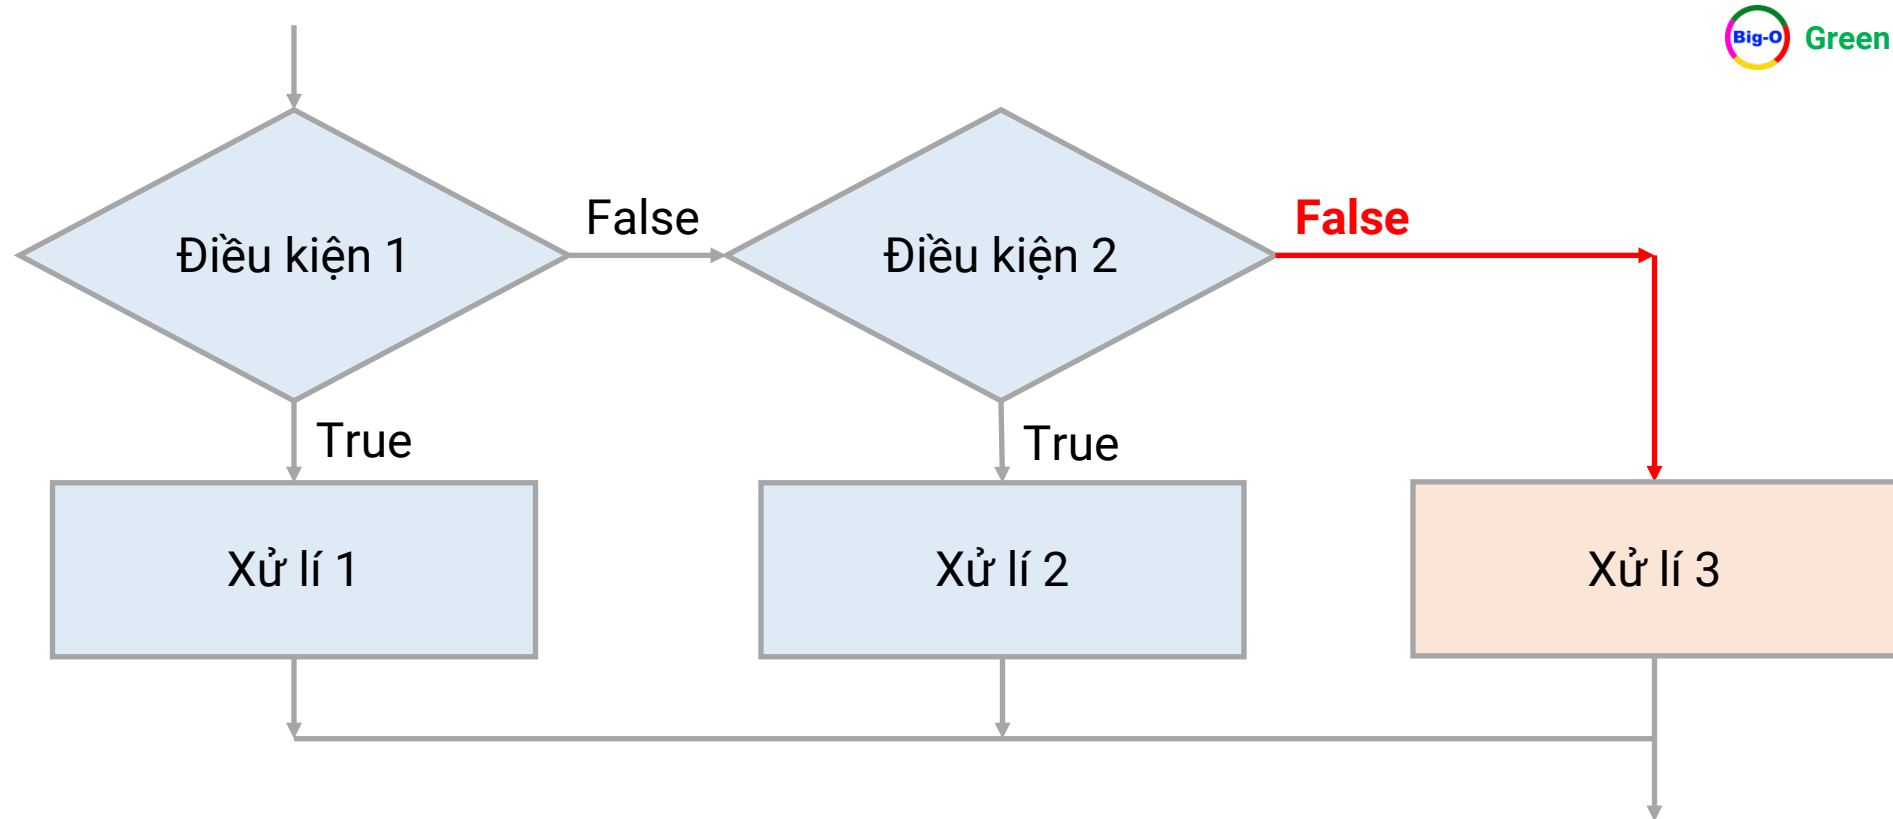 Big-O Green
Điều kiện 1
False
Điều kiện 2
False
True
True
Xử lí 1
Xử lí 2
Xử lí 3